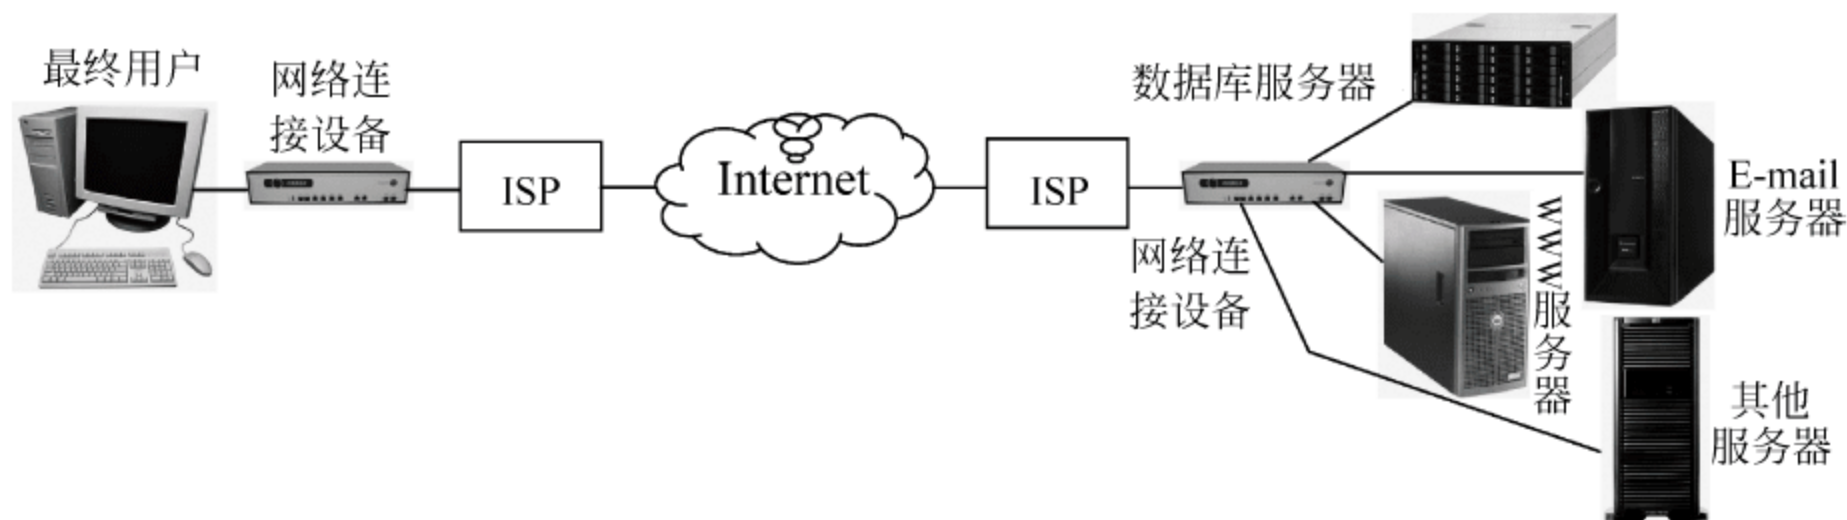 最终用户
网络连
接设备
ISP
Internet
ISP
网络连
接设备
数据库服务器
E-mail
服务器
WWW服务器
其他
服务器